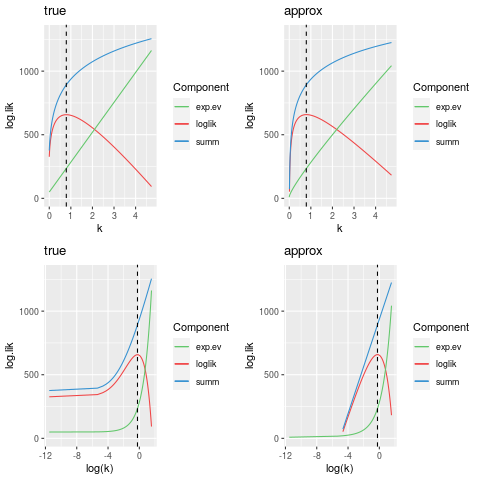 true
log.lik
1000
500
0
0 1 2 3 4
k
Component
exp.ev
loglik
summ
approx
log.lik
1000
500
0
0 1 2 3 4
k
Component
exp.ev
loglik
summ
true
log.lik
1000
500
0
-12 -8 -4 0
log(k)
Component
exp.ev
loglik
summ
approx
log.lik
1000
500
0
-12 -8 -4 0
log(k)
Component
exp.ev
loglik
summ